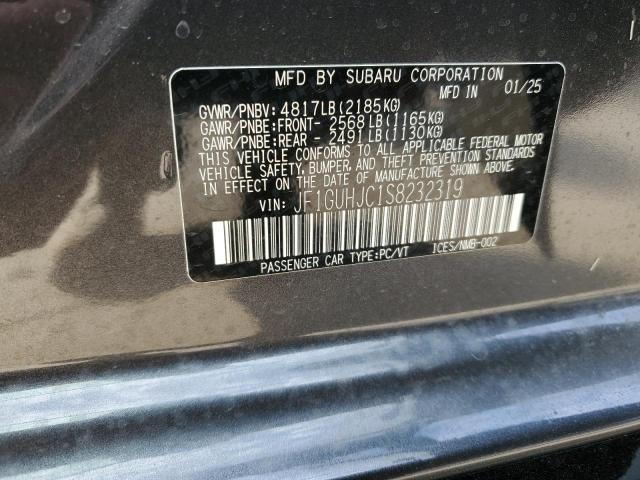 MFD BY SUBARU CORPORATION
MFD IN 01/25
GVWR/PNBV: 4817LB(2185KG)
GAWR/PNBE:FRONT- 2568LB(1165KG)
GAWR/PNBE:REAR - 2491LB(1130KG)
THIS VEHICLE CONFORMS TO ALL APPLICABLE FEDERAL MOTOR
VEHICLE SAFETY, BUMPER, AND THEFT PREVENTION STANDARDS
IN EFFECT ON THE DATE OF MANUFACTURE SHOWN ABOVE.
VIN: JF1GUHJC1S8232319
PASSENGER CAR TYPE:PC/VT ICES/NMB-002